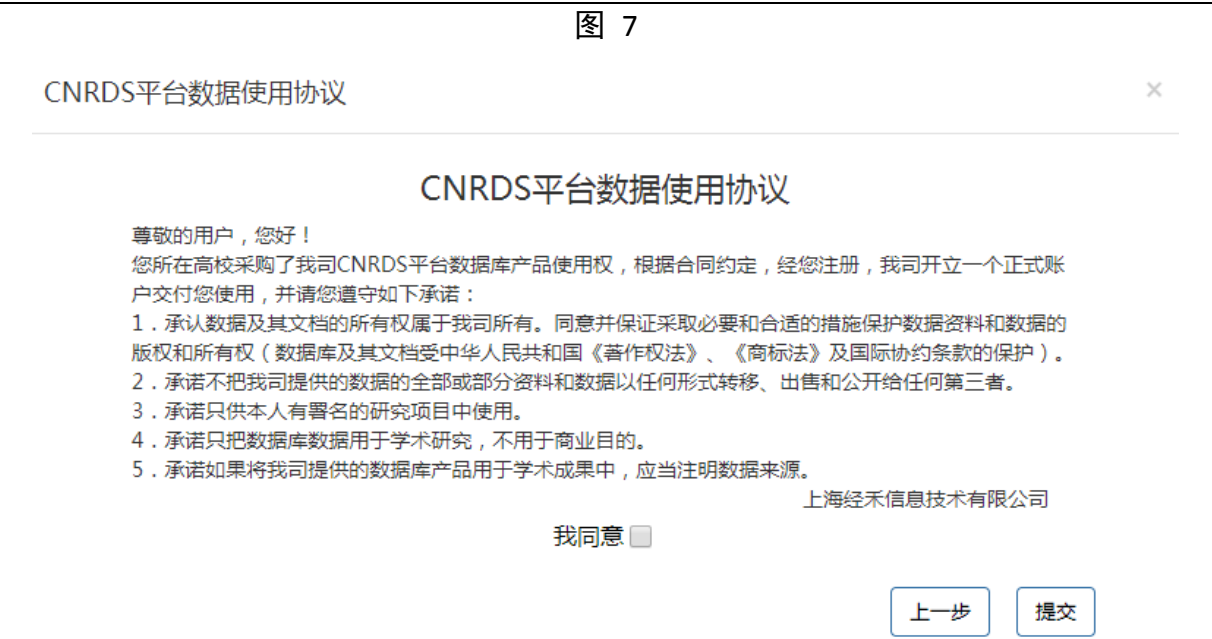 图 7
CNRDS平台数据使用协议
×
CNRDS平台数据使用协议
尊敬的用户，您好！
您所在高校采购了我司CNRDS平台数据库产品使用权，根据合同约定，经您注册，我司开立一个正式账
户交付您使用，并请您遵守如下承诺：
1．承认数据及其文档的所有权属于我司所有。同意并保证采取必要和合适的措施保护数据资料和数据的
版权和所有权（数据库及其文档受中华人民共和国《著作权法》、《商标法》及国际协约条款的保护）。
2．承诺不把我司提供的数据的全部或部分资料和数据以任何形式转移、出售和公开给任何第三者。
3．承诺只供本人有署名的研究项目中使用。
4．承诺只把数据库数据用于学术研究，不用于商业目的。
5．承诺如果将我司提供的数据库产品用于学术成果中，应当注明数据来源。
上海经禾信息技术有限公司
我同意
上一步 提交